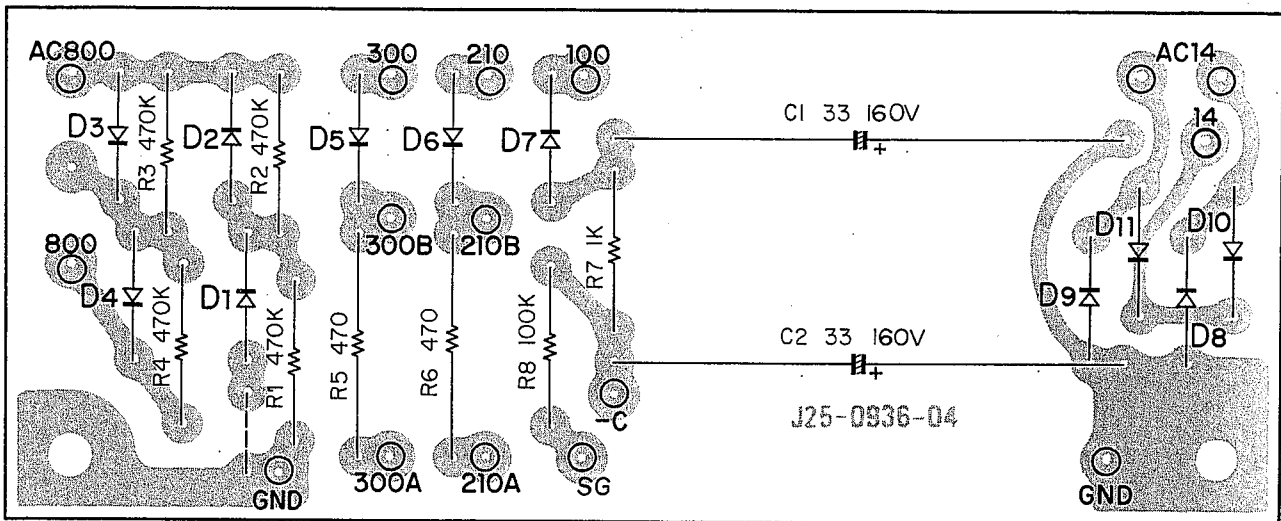 AC800 300 210 100 AC14
C1 33 160V
+
14
D3 R3 470K D2 R2 470K D5 D6 D7
R7 1K
800 300B 210B D11 D10
D4 R4 470K D1 R1 470K R5 470 R6 470 R8 100K D9 D8
C2 33 160V
+
-C
J25-0936-04
GND 300A 210A SG GND